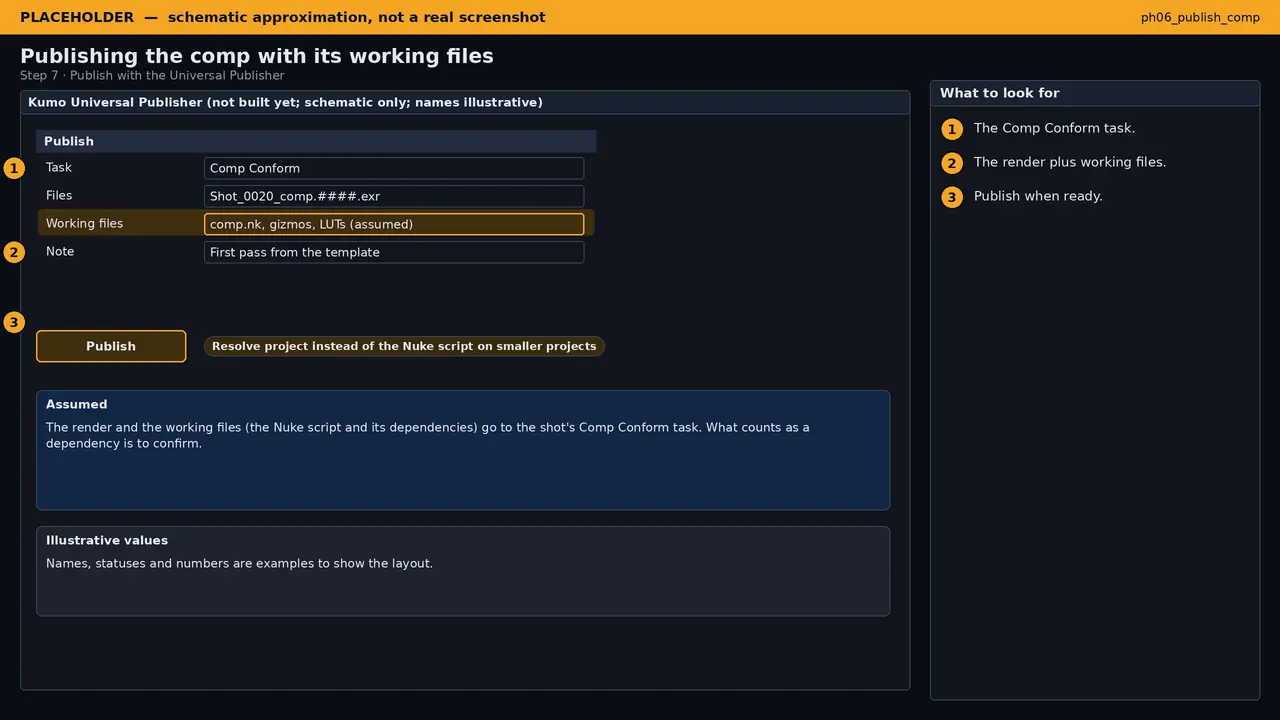 PLACEHOLDER — schematic approximation, not a real screenshot
ph06_publish_comp
Publishing the comp with its working files
Step 7 · Publish with the Universal Publisher
Kumo Universal Publisher (not built yet; schematic only; names illustrative)
Publish
1
Task
Comp Conform
Files
Shot_0020_comp.####.exr
Working files
comp.nk, gizmos, LUTs (assumed)
2
Note
First pass from the template
3
Publish
Resolve project instead of the Nuke script on smaller projects
Assumed
The render and the working files (the Nuke script and its dependencies) go to the shot's Comp Conform task. What counts as a
dependency is to confirm.
Illustrative values
Names, statuses and numbers are examples to show the layout.
What to look for
1 The Comp Conform task.
2 The render plus working files.
3 Publish when ready.